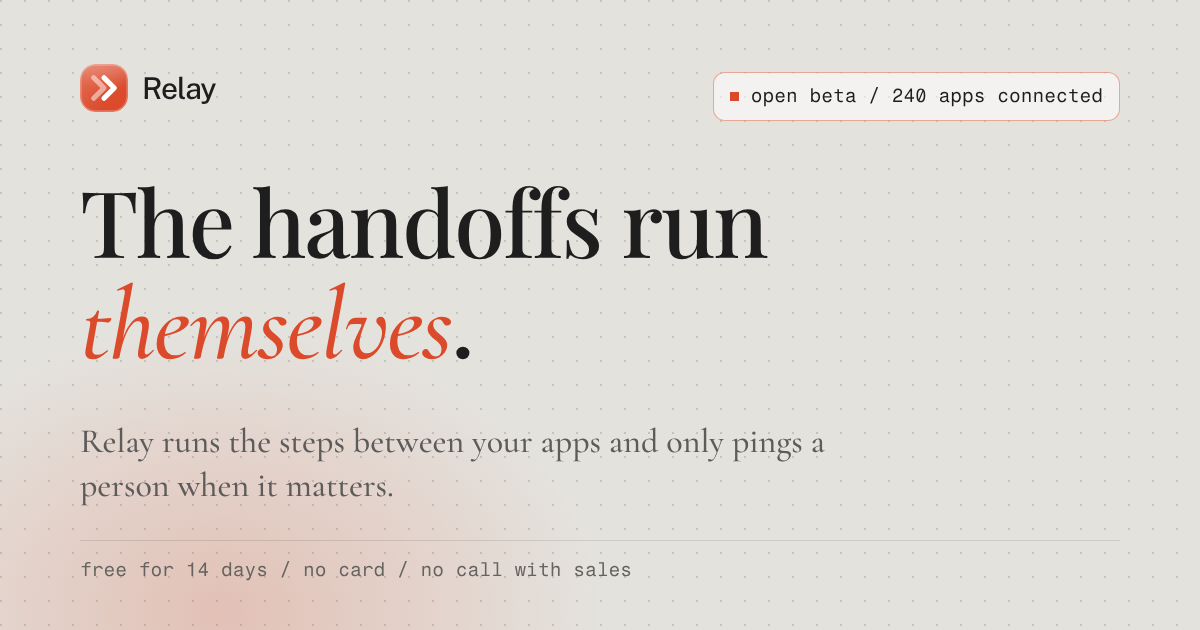 Relay
open beta / 240 apps connected
The handoffs run
themselves.
Relay runs the steps between your apps and only pings a
person when it matters.
free for 14 days / no card / no call with sales